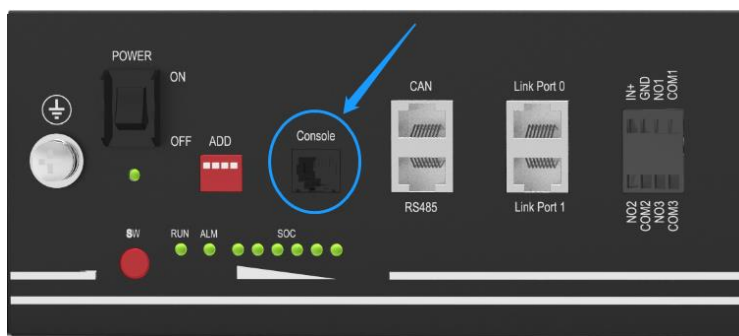 POWER
ON
OFF
ADD
Console
CAN
RS485
Link Port 0
Link Port 1
IN+
GND
NO1
COM1
NO2
COM2
NO3
COM3
SW
RUN
ALM
SOC